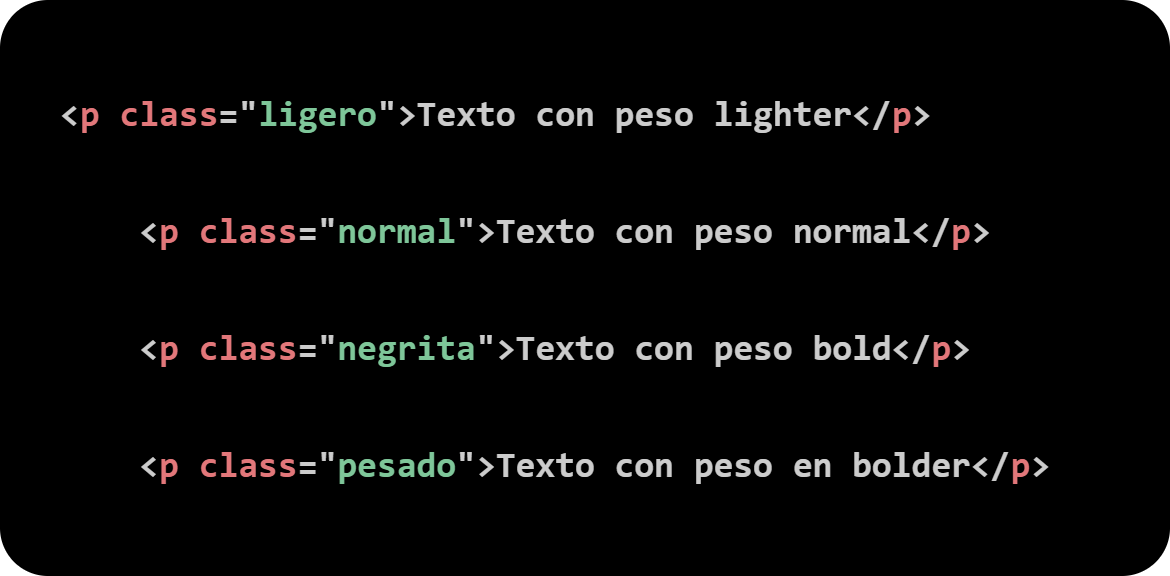 <p class="ligero">Texto con peso lighter</p>
<p class="normal">Texto con peso normal</p>
<p class="negrita">Texto con peso bold</p>
<p class="pesado">Texto con peso en bolder</p>